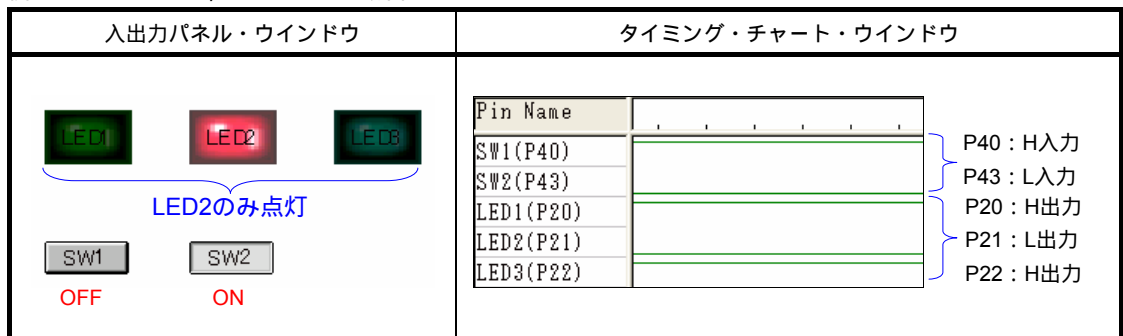 入出力パネル・ウインドウ
タイミング・チャート・ウインドウ
LED1
LED2
LED3
LED2のみ点灯
SW1
SW2
OFF
ON
Pin Name
SW1(P40)
SW2(P43)
LED1(P20)
LED2(P21)
LED3(P22)
P40：H入力
P43：L入力
P20：H出力
P21：L出力
P22：H出力